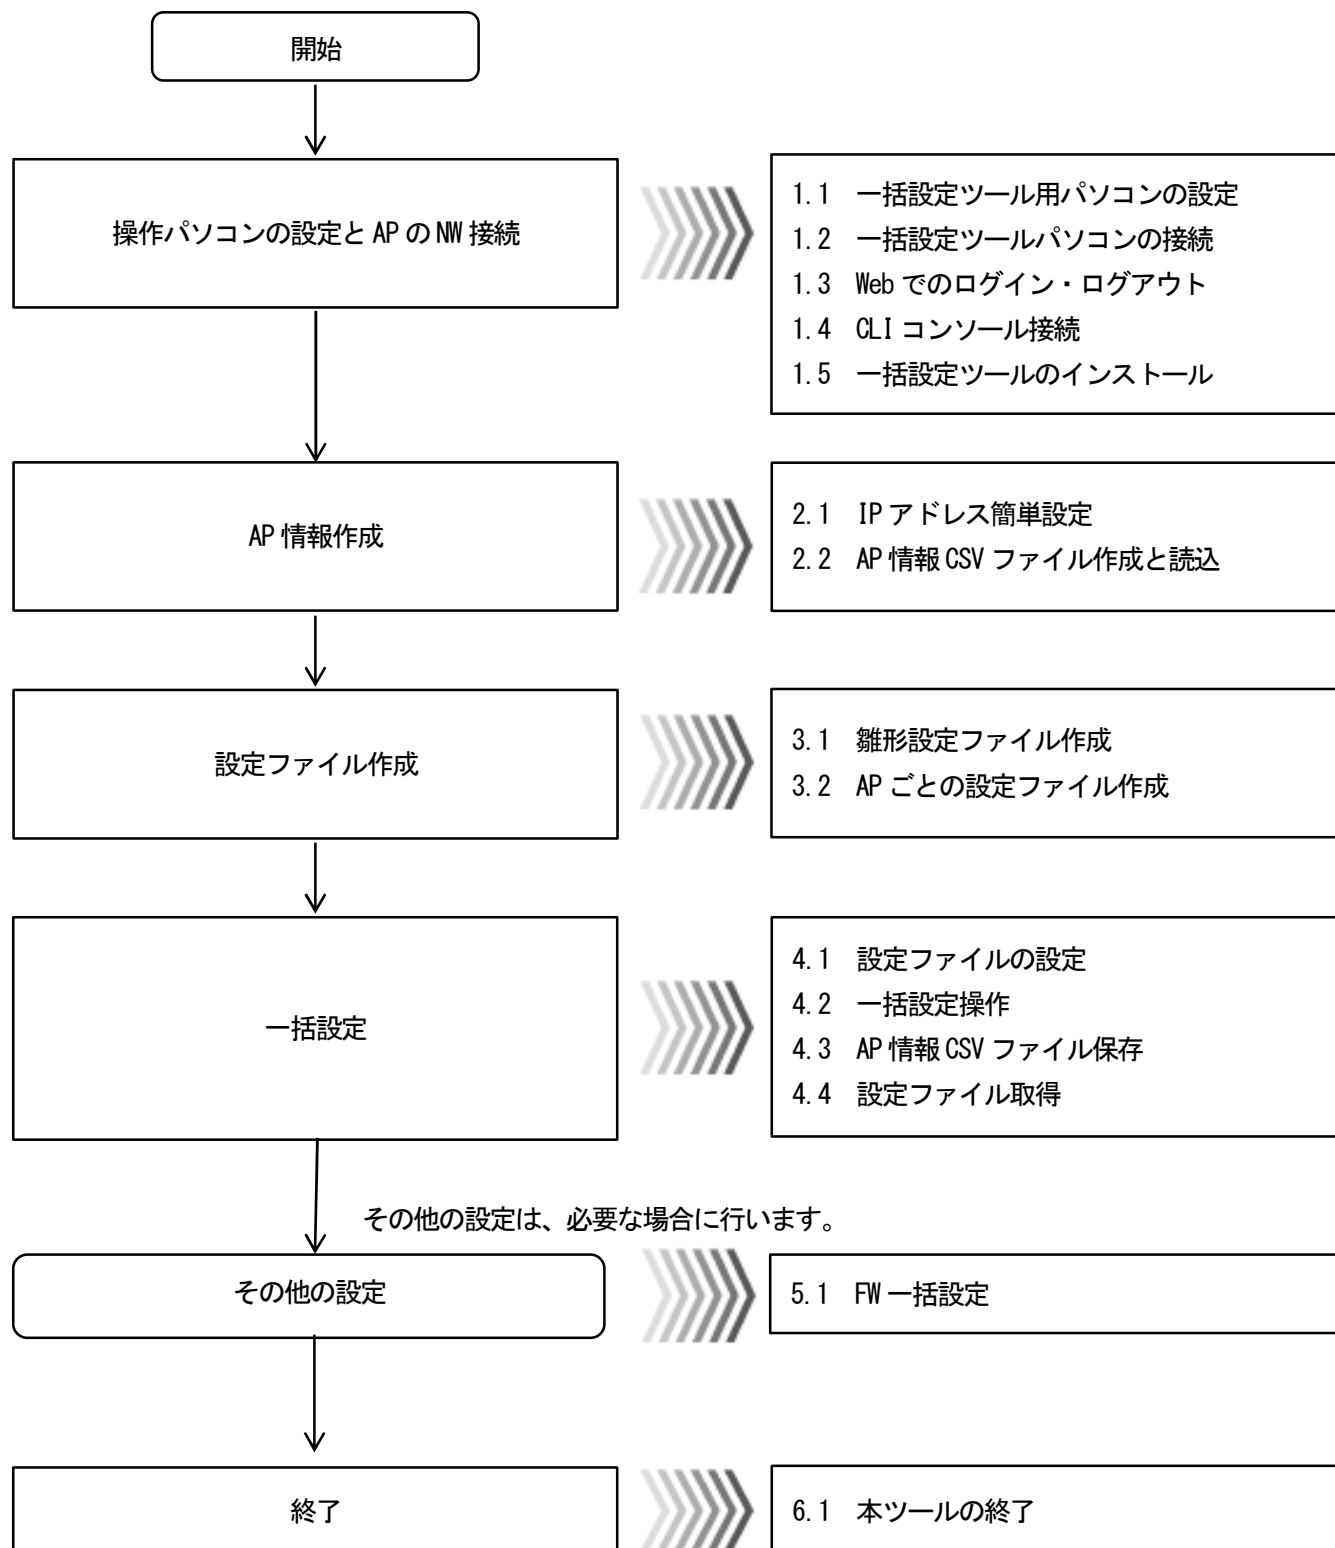 開始
操作パソコンの設定と AP の NW 接続
1.1 一括設定ツール用パソコンの設定
1.2 一括設定ツールパソコンの接続
1.3 Web でのログイン・ログアウト
1.4 CLI コンソール接続
1.5 一括設定ツールのインストール
AP 情報作成
2.1 IP アドレス簡単設定
2.2 AP 情報 CSV ファイル作成と読込
設定ファイル作成
3.1 雛形設定ファイル作成
3.2 AP ごとの設定ファイル作成
一括設定
4.1 設定ファイルの設定
4.2 一括設定操作
4.3 AP 情報 CSV ファイル保存
4.4 設定ファイル取得
その他の設定は、必要な場合に行います。
その他の設定
5.1 FW 一括設定
終了
6.1 本ツールの終了